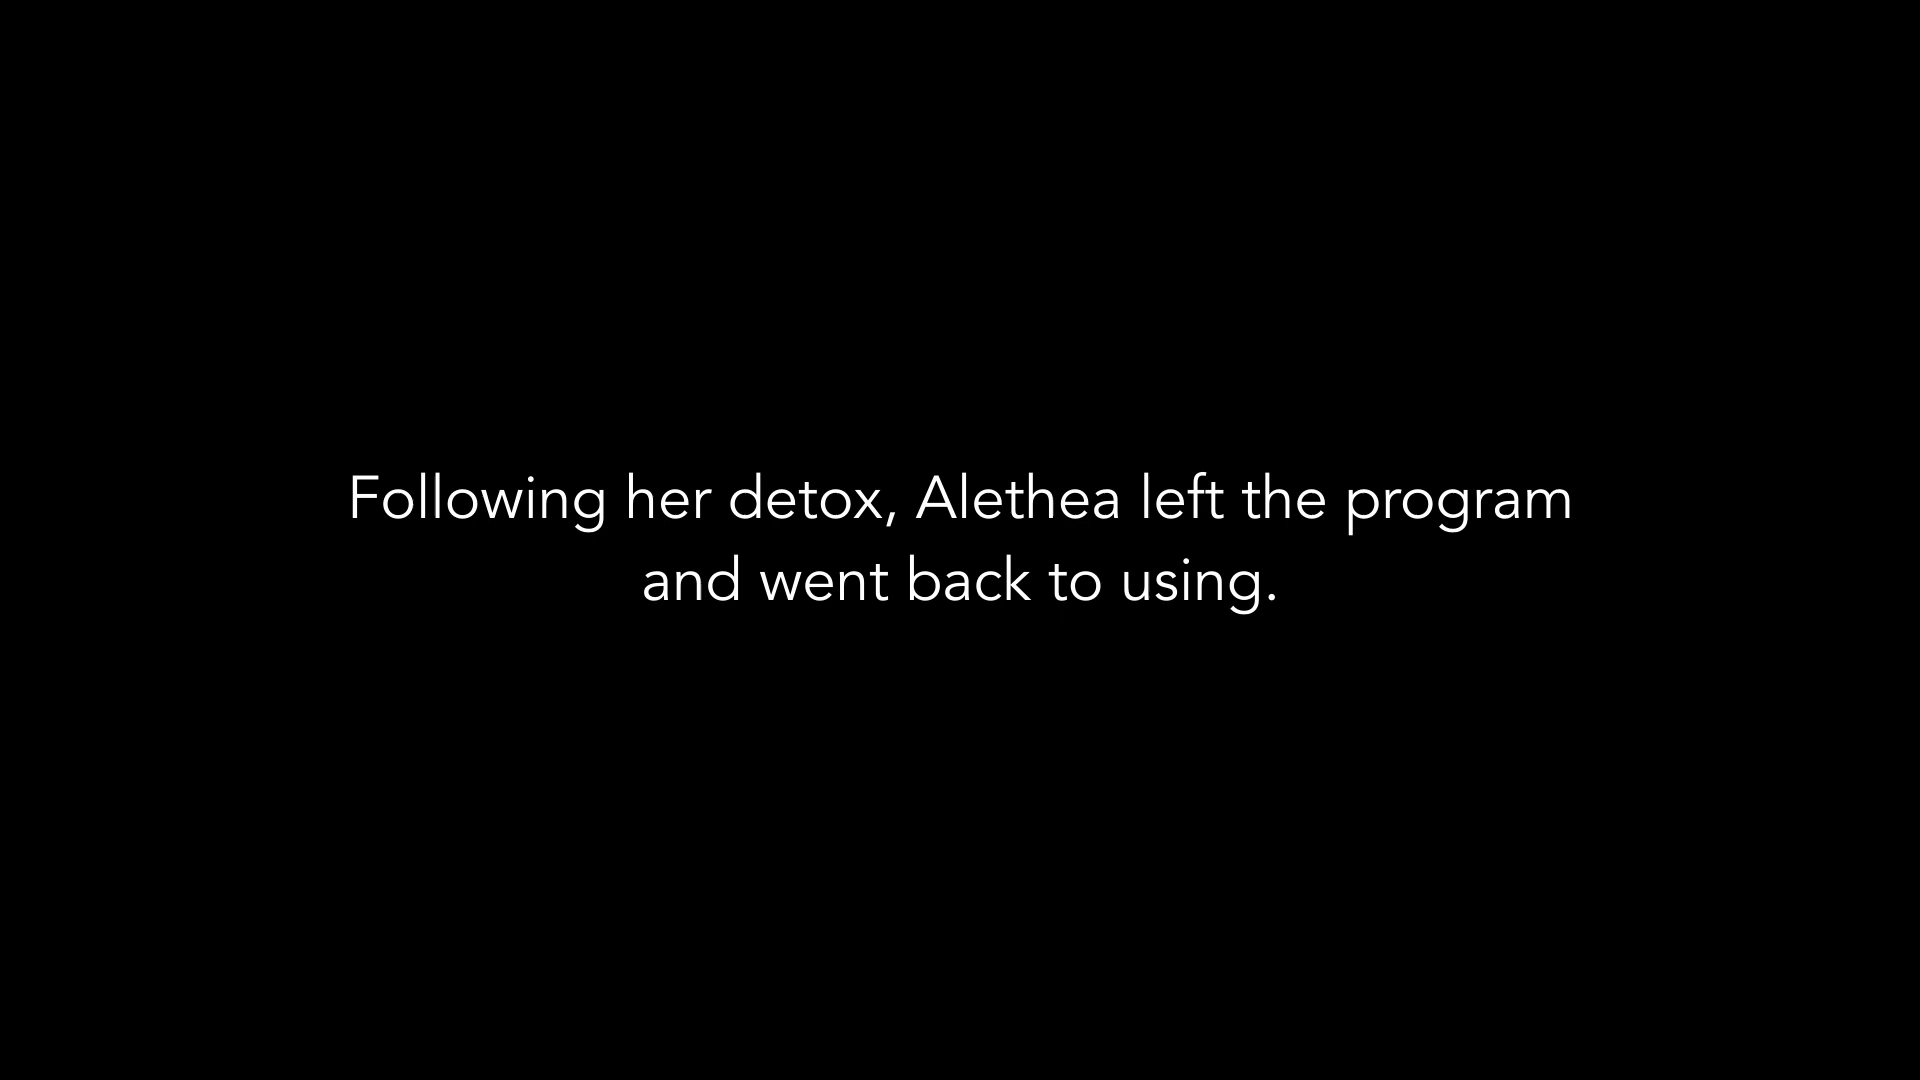 Following her detox, Alethea left the program
and went back to using.